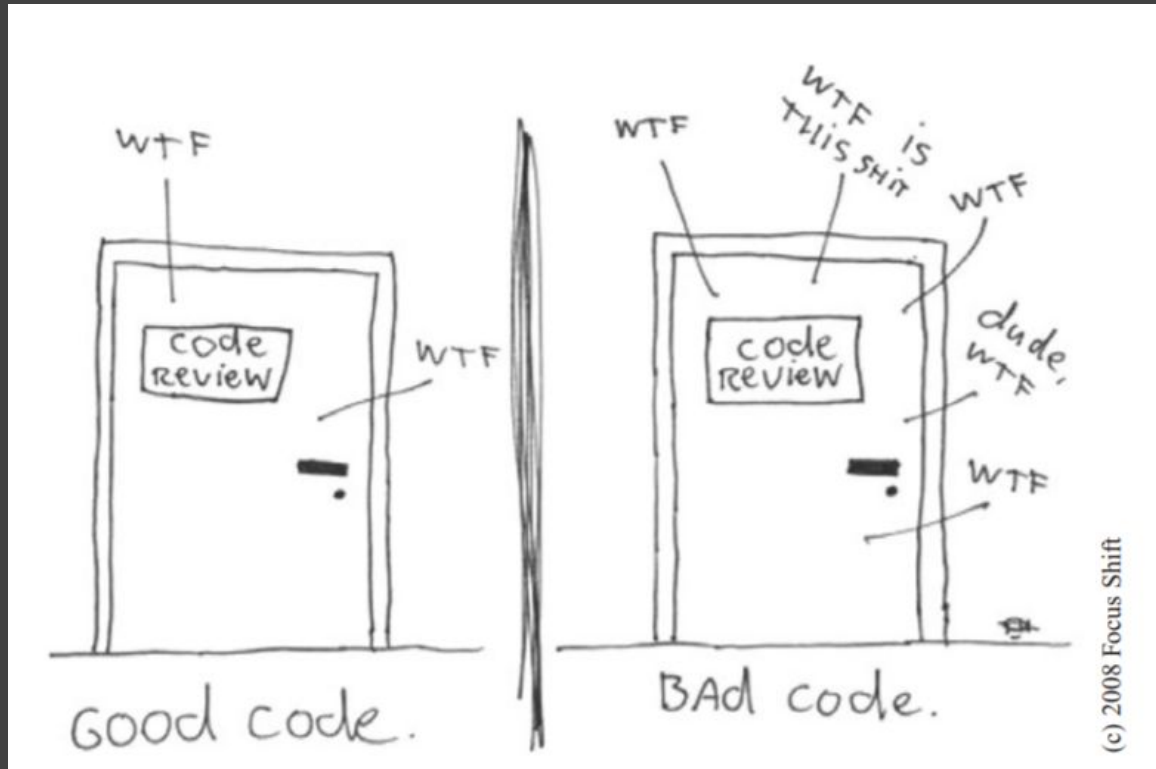 WTF
code
REVIEW
WTF
GOOD CODE.
WTF
WTF is
THIS SHIT
WTF
dude,
WTF
code
REVIEW
WTF
BAD code.
(c) 2008 Focus Shift